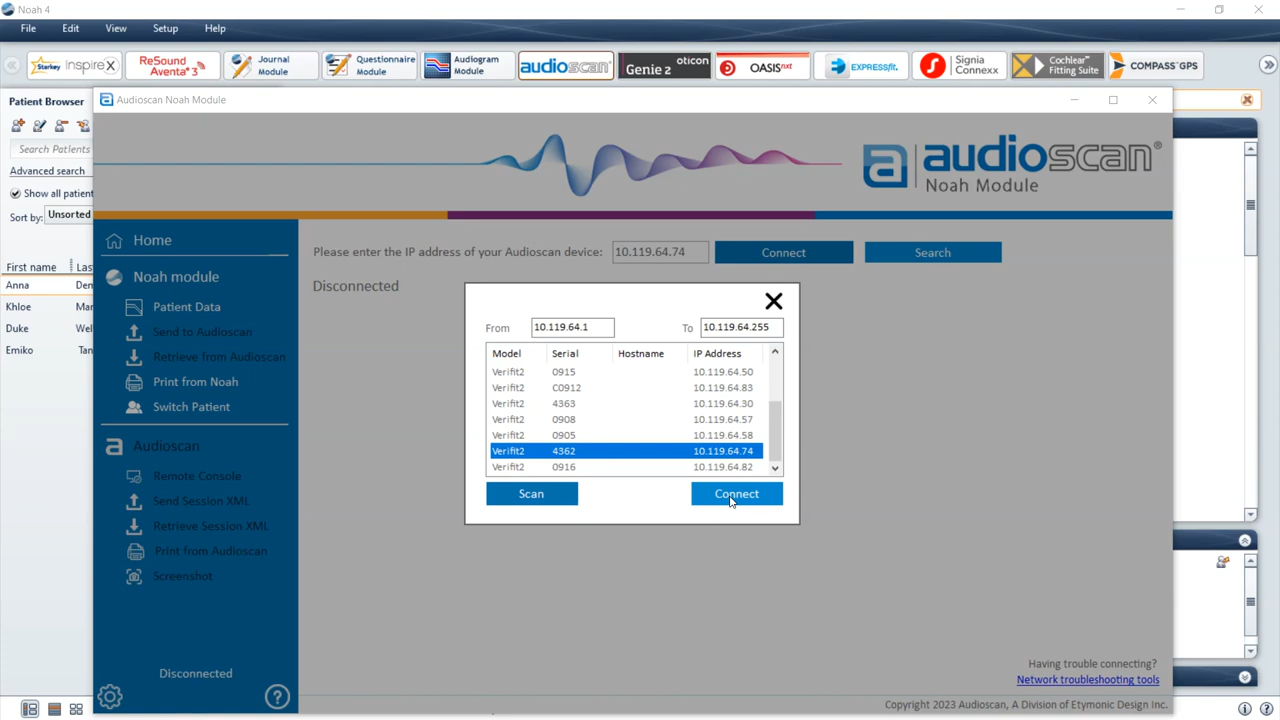 Noah 4
File Edit View Setup Help
Starkey InspireX
ReSound Aventa® 3
Journal Module
Questionnaire Module
Audiogram Module
audioscan
Genie 2 oticon
OASISnxt
EXPRESSfit.
Signia Connexx
Cochlear™ Fitting Suite
COMPASS GPS
Patient Browser
Search Patients
Advanced search
Show all patient
Sort by: Unsorted
First name Las
Anna Den
Khloe Mar
Duke Wel
Emiko Tan
Audioscan Noah Module
audioscan®
Noah Module
Home
Noah module
Patient Data
Send to Audioscan
Retrieve from Audioscan
Print from Noah
Switch Patient
Audioscan
Remote Console
Send Session XML
Retrieve Session XML
Print from Audioscan
Screenshot
Disconnected
Please enter the IP address of your Audioscan device: 10.119.64.74 Connect Search
Disconnected
From 10.119.64.1 To 10.119.64.255
Model Serial Hostname IP Address
Verifit2 0915 10.119.64.50
Verifit2 C0912 10.119.64.83
Verifit2 4363 10.119.64.30
Verifit2 0908 10.119.64.57
Verifit2 0905 10.119.64.58
Verifit2 4362 10.119.64.74
Verifit2 0916 10.119.64.82
Scan Connect
Having trouble connecting?
Network troubleshooting tools
Copyright 2023 Audioscan, A Division of Etymonic Design Inc.